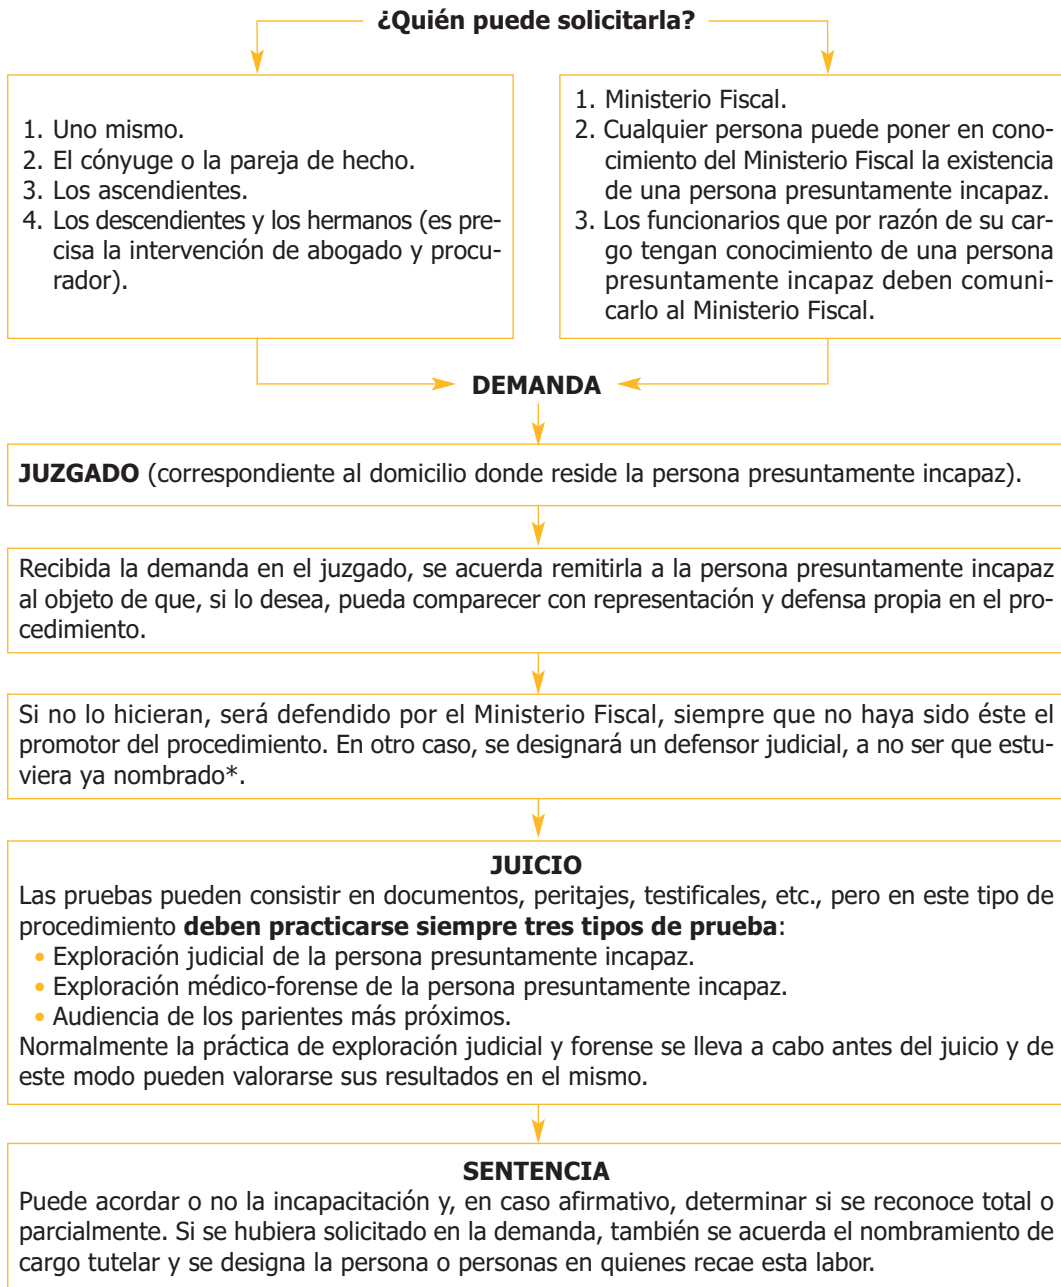 ¿Quién puede solicitarla?
1. Uno mismo.
2. El cónyuge o la pareja de hecho.
3. Los ascendientes.
4. Los descendientes y los hermanos (es pre-
cisa la intervención de abogado y procu-
rador).
1. Ministerio Fiscal.
2. Cualquier persona puede poner en cono-
cimiento del Ministerio Fiscal la existencia
de una persona presuntamente incapaz.
3. Los funcionarios que por razón de su car-
go tengan conocimiento de una persona
presuntamente incapaz deben comuni-
carlo al Ministerio Fiscal.
DEMANDA
JUZGADO (correspondiente al domicilio donde reside la persona presuntamente incapaz).
Recibida la demanda en el juzgado, se acuerda remitirla a la persona presuntamente incapaz
al objeto de que, si lo desea, pueda comparecer con representación y defensa propia en el pro-
cedimiento.
Si no lo hicieran, será defendido por el Ministerio Fiscal, siempre que no haya sido éste el
promotor del procedimiento. En otro caso, se designará un defensor judicial, a no ser que estu-
viera ya nombrado*.
JUICIO
Las pruebas pueden consistir en documentos, peritajes, testificales, etc., pero en este tipo de
procedimiento deben practicarse siempre tres tipos de prueba:
• Exploración judicial de la persona presuntamente incapaz.
• Exploración médico-forense de la persona presuntamente incapaz.
• Audiencia de los parientes más próximos.
Normalmente la práctica de exploración judicial y forense se lleva a cabo antes del juicio y de
este modo pueden valorarse sus resultados en el mismo.
SENTENCIA
Puede acordar o no la incapacitación y, en caso afirmativo, determinar si se reconoce total o
parcialmente. Si se hubiera solicitado en la demanda, también se acuerda el nombramiento de
cargo tutelar y se designa la persona o personas en quienes recae esta labor.